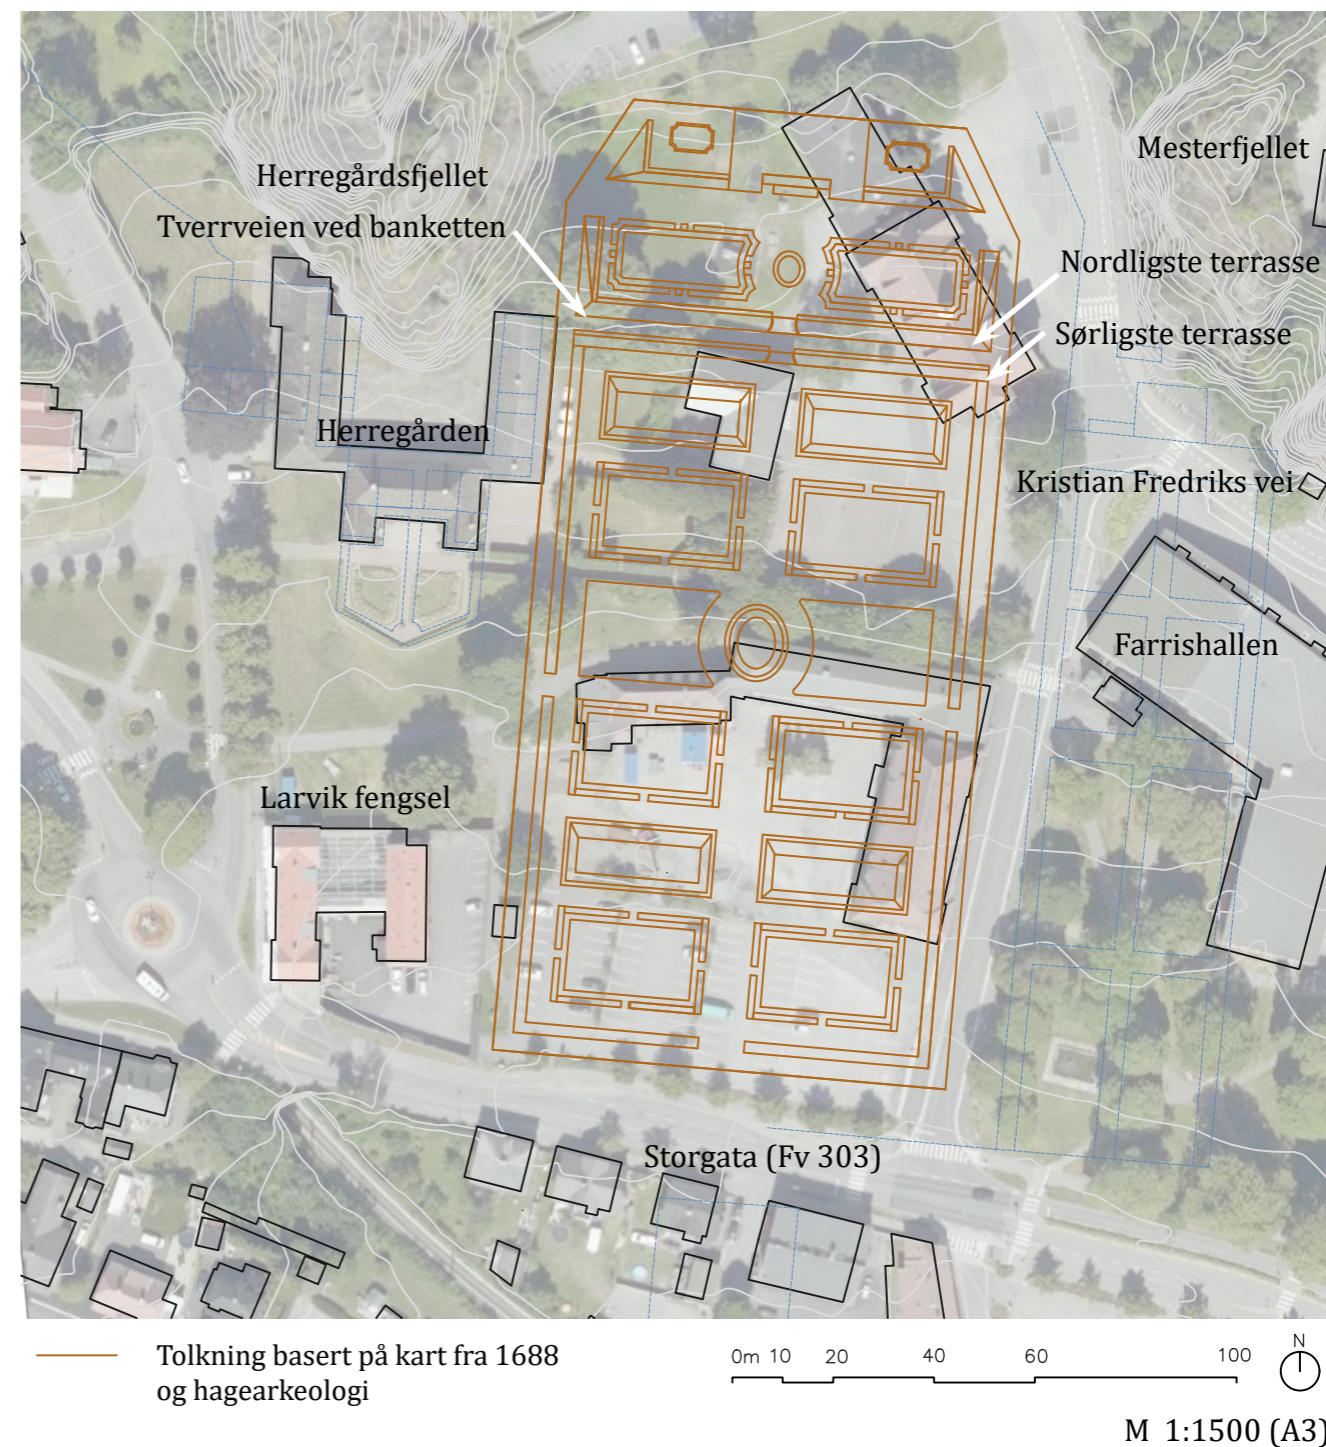 Mesterfjellet
Herregårdsfjellet
Tverrveien ved banketten
Nordligste terrasse
Sørligste terrasse
Herregården
Kristian Fredriks vei
Farrishallen
Larvik fengsel
Storgata (Fv 303)
Tolkning basert på kart fra 1688
og hagearkeologi
0m 10 20 40 60 100
N
M 1:1500 (A3)